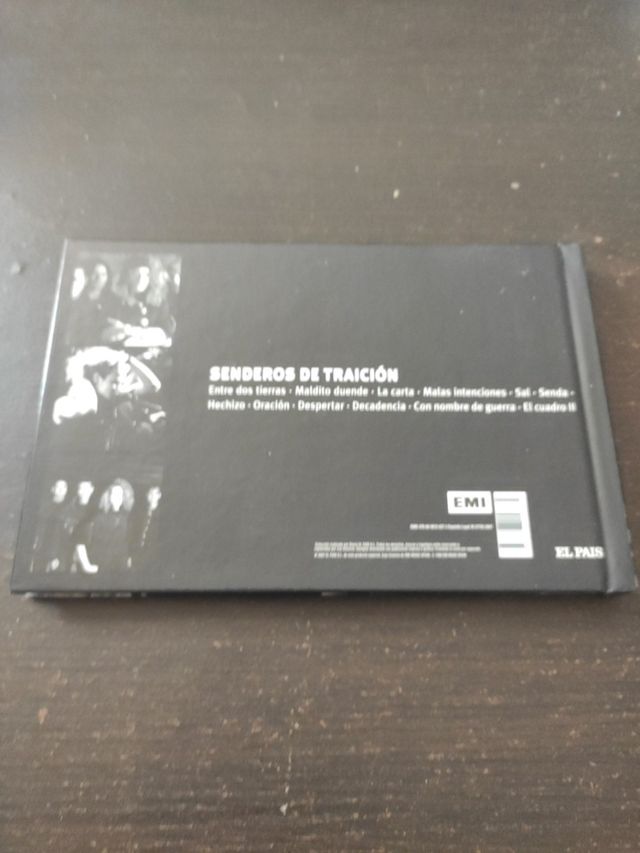 SENDEROS DE TRAICIÓN
Entre dos tierras · Maldito duende · La carta · Malas intenciones · Sal · Senda ·
Hechizo · Oración · Despertar · Decadencia · Con nombre de guerra · El cuadro II
EMI
EL PAIS